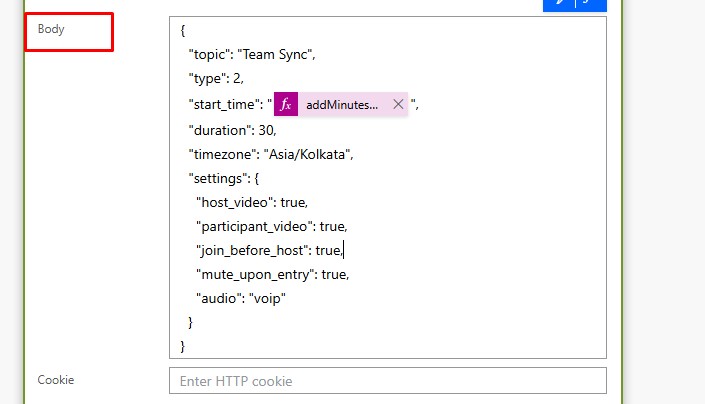 Body
{
"topic": "Team Sync",
"type": 2,
"start_time": " fx addMinutes... × ",
"duration": 30,
"timezone": "Asia/Kolkata",
"settings": {
"host_video": true,
"participant_video": true,
"join_before_host": true,
"mute_upon_entry": true,
"audio": "voip"
}
}
Cookie
Enter HTTP cookie